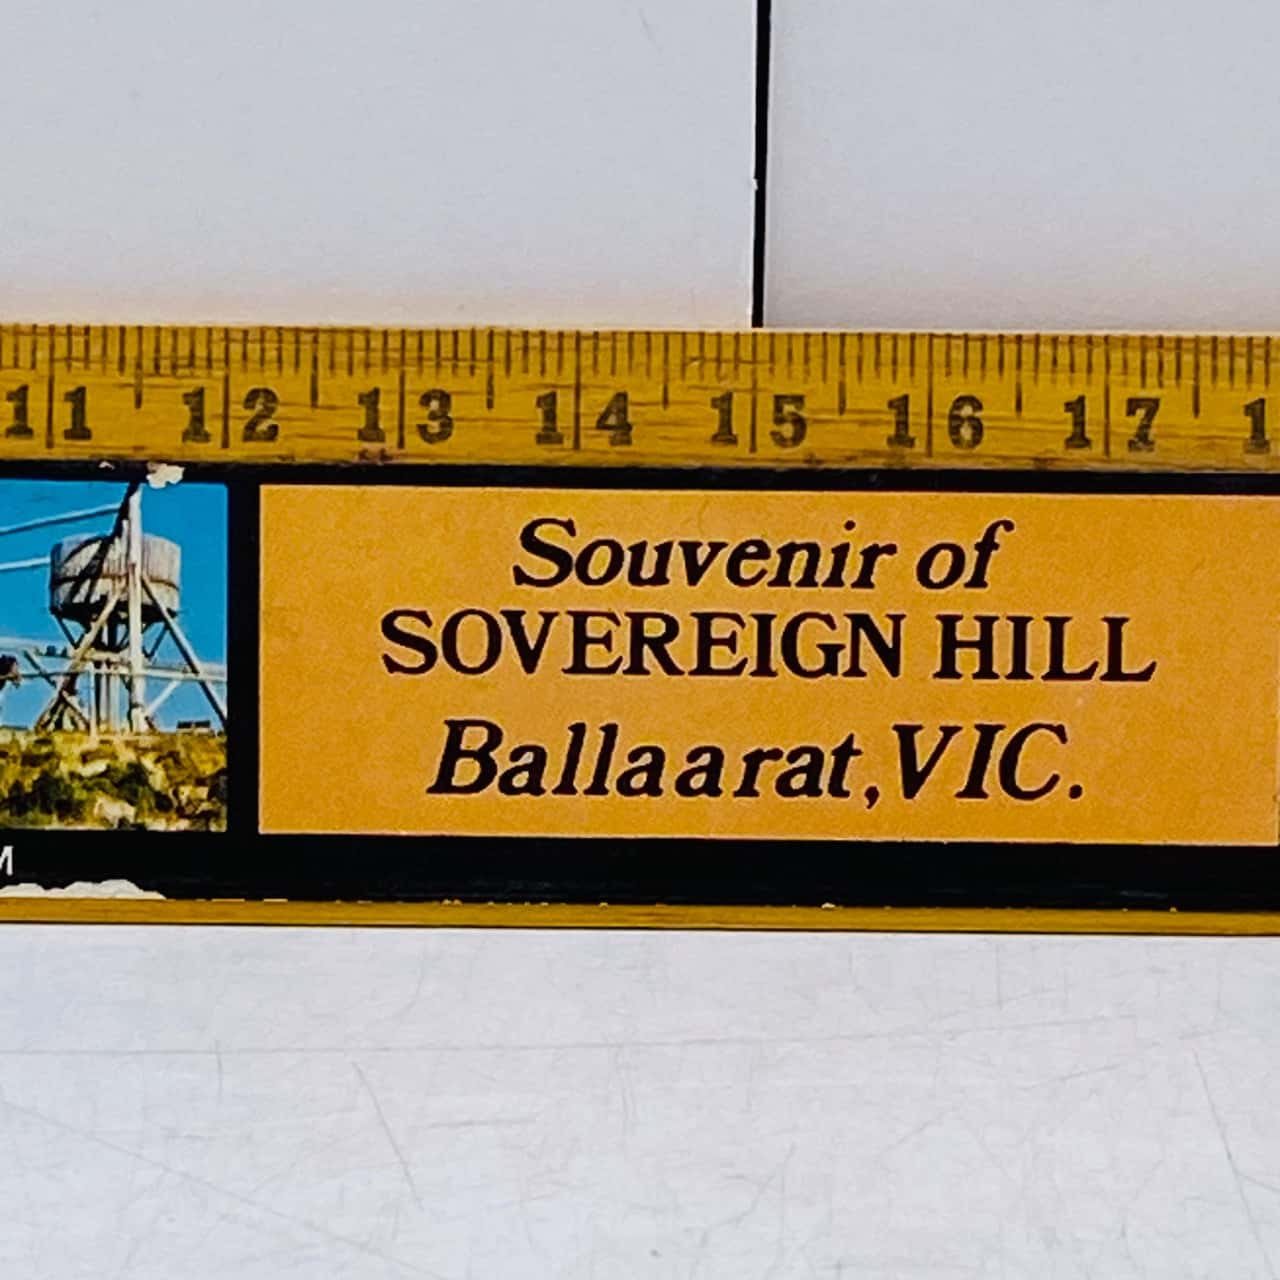 11 12 13 14 15 16 17
Souvenir of
SOVEREIGN HILL
Ballaarat, VIC.
M